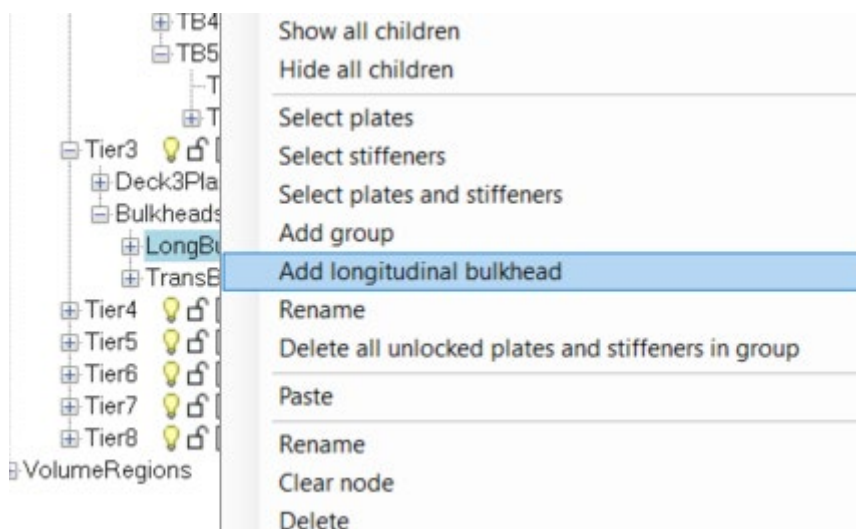 TB4
TB5
T
T
Tier3
Deck3Pla
Bulkheads
LongBu
TransB
Tier4
Tier5
Tier6
Tier7
Tier8
VolumeRegions
Show all children
Hide all children
Select plates
Select stiffeners
Select plates and stiffeners
Add group
Add longitudinal bulkhead
Rename
Delete all unlocked plates and stiffeners in group
Paste
Rename
Clear node
Delete